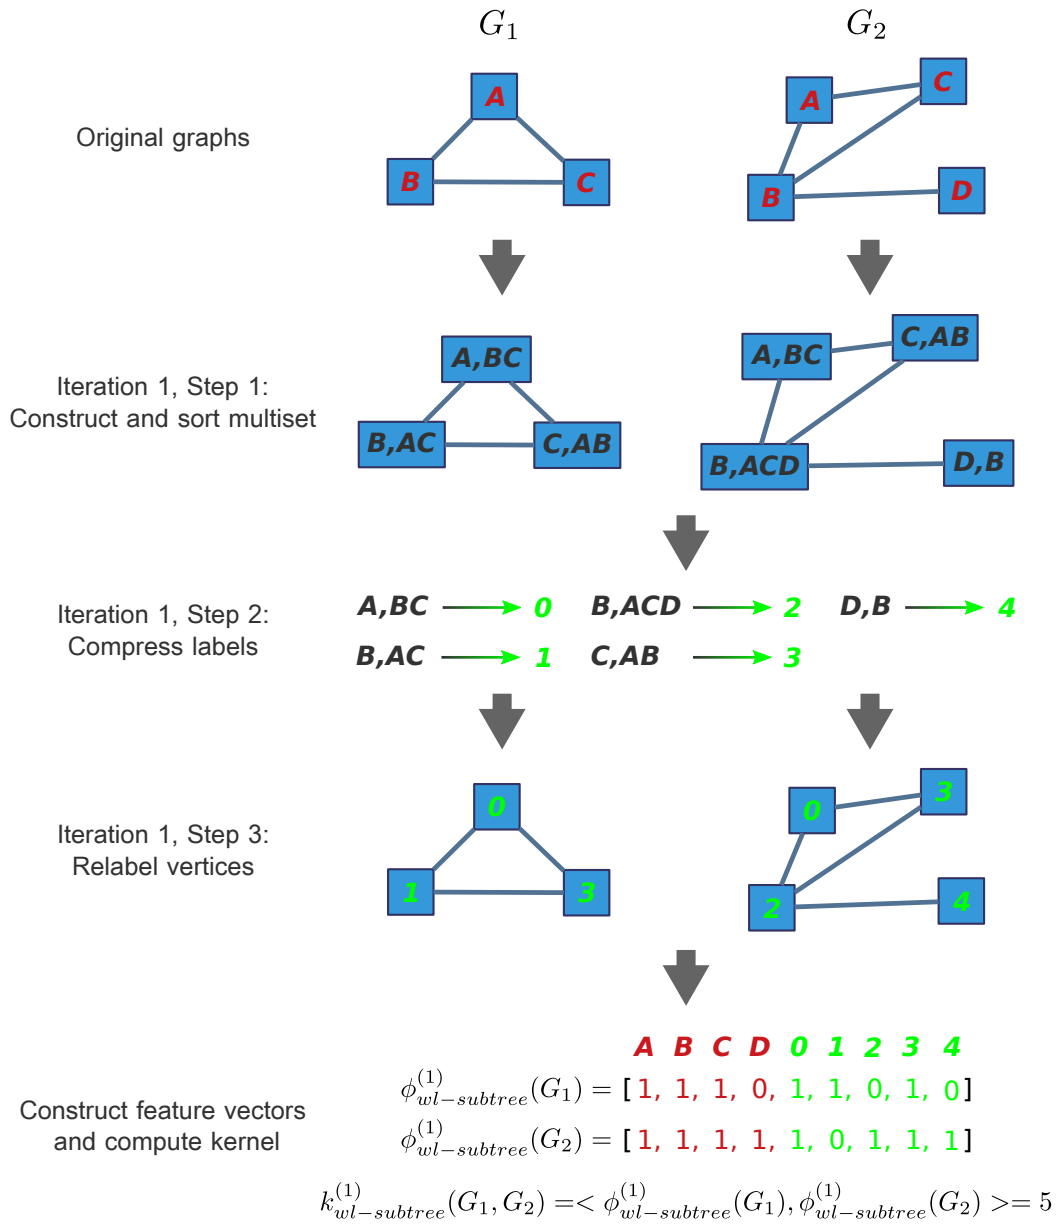 G₁ G₂
Original graphs
A
B C
A C
B D
Iteration 1, Step 1:
Construct and sort multiset
A,BC
B,AC C,AB
A,BC C,AB
B,ACD D,B
Iteration 1, Step 2:
Compress labels
A,BC 0 B,ACD 2 D,B 4
B,AC 1 C,AB 3
Iteration 1, Step 3:
Relabel vertices
0
1 3
0 3
2 4
Construct feature vectors
and compute kernel
A B C D 0 1 2 3 4
ϕ^{(1)}_{wl−subtree}(G₁) = [1, 1, 1, 0, 1, 1, 0, 1, 0]
ϕ^{(1)}_{wl−subtree}(G₂) = [1, 1, 1, 1, 1, 0, 1, 1, 1]
k^{(1)}_{wl−subtree}(G₁, G₂) =< ϕ^{(1)}_{wl−subtree}(G₁), ϕ^{(1)}_{wl−subtree}(G₂) >= 5